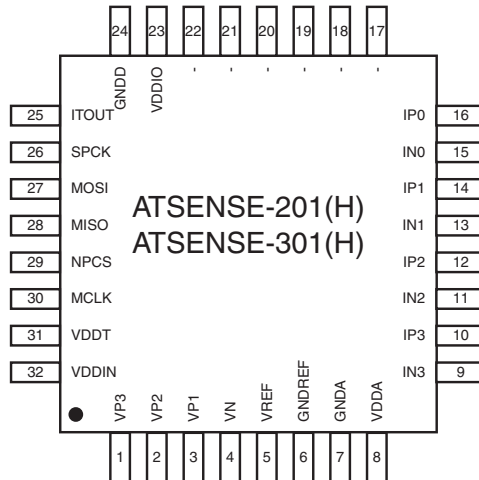 24 23 22 21 20 19 18 17
GNDD VDDIO - - - - - -
25 ITOUT IP0 16
26 SPCK IN0 15
27 MOSI IP1 14
28 MISO IN1 13
29 NPCS IP2 12
30 MCLK IN2 11
31 VDDT IP3 10
32 VDDIN IN3 9
ATSENSE-201(H)
ATSENSE-301(H)
VP3 VP2 VP1 VN VREF GNDREF GNDA VDDA
1 2 3 4 5 6 7 8